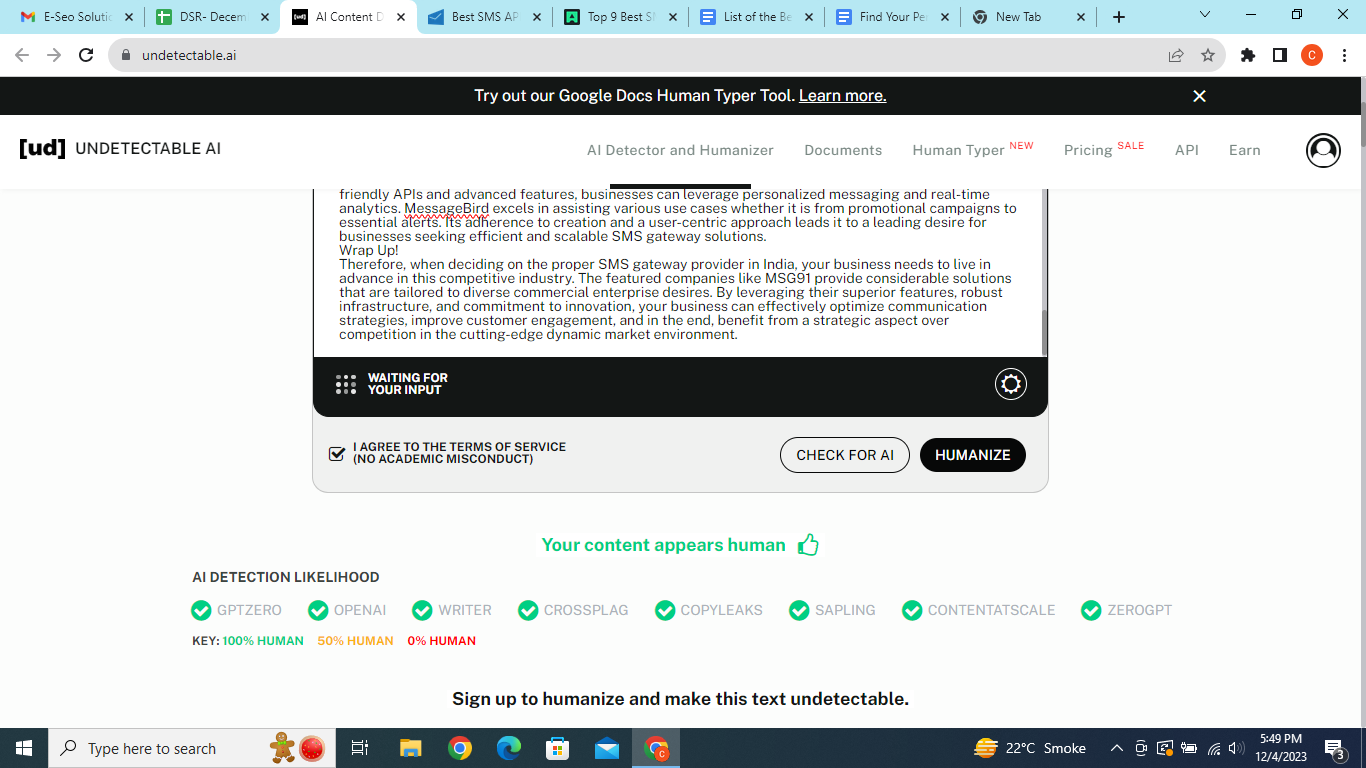 E-Seo Solutic
DSR- Decem
AI Content D
Best SMS AP
Top 9 Best S
List of the Be
Find Your Pe
New Tab
undetectable.ai
C
Try out our Google Docs Human Typer Tool. Learn more.
[ud] UNDETECTABLE AI
AI Detector and Humanizer
Documents
Human Typer NEW
Pricing SALE
API
Earn
friendly APIs and advanced features, businesses can leverage personalized messaging and real-time
analytics. MessageBird excels in assisting various use cases whether it is from promotional campaigns to
essential alerts. Its adherence to creation and a user-centric approach leads it to a leading desire for
businesses seeking efficient and scalable SMS gateway solutions.
Wrap Up!
Therefore, when deciding on the proper SMS gateway provider in India, your business needs to live in
advance in this competitive industry. The featured companies like MSG91 provide considerable solutions
that are tailored to diverse commercial enterprise desires. By leveraging their superior features, robust
infrastructure, and commitment to innovation, your business can effectively optimize communication
strategies, improve customer engagement, and in the end, benefit from a strategic aspect over
competition in the cutting-edge dynamic market environment.
WAITING FOR
YOUR INPUT
I AGREE TO THE TERMS OF SERVICE
(NO ACADEMIC MISCONDUCT)
CHECK FOR AI
HUMANIZE
Your content appears human
AI DETECTION LIKELIHOOD
GPTZERO
OPENAI
WRITER
CROSSPLAG
COPYLEAKS
SAPLING
CONTENTATSCALE
ZEROGPT
KEY: 100% HUMAN 50% HUMAN 0% HUMAN
Sign up to humanize and make this text undetectable.
Type here to search
C
22°C Smoke
5:49 PM
12/4/2023
3